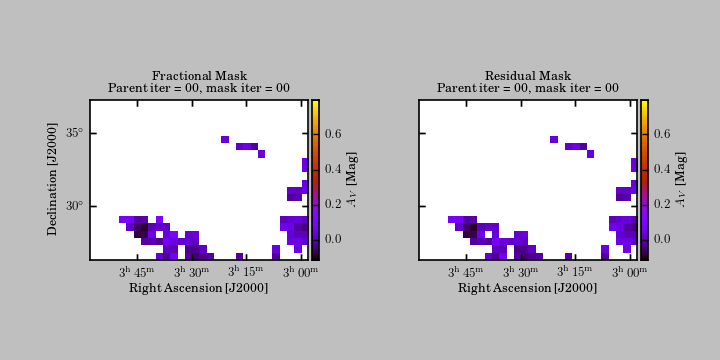 Fractional Mask
Parent iter = 00, mask iter = 00
Declination [J2000]
35°
30°
3ʰ 45ᵐ 3ʰ 30ᵐ 3ʰ 15ᵐ 3ʰ 00ᵐ
Right Ascension [J2000]
0.6
0.4
0.2
0.0
A_V [Mag]
Residual Mask
Parent iter = 00, mask iter = 00
3ʰ 45ᵐ 3ʰ 30ᵐ 3ʰ 15ᵐ 3ʰ 00ᵐ
Right Ascension [J2000]
0.6
0.4
0.2
0.0
A_V [Mag]